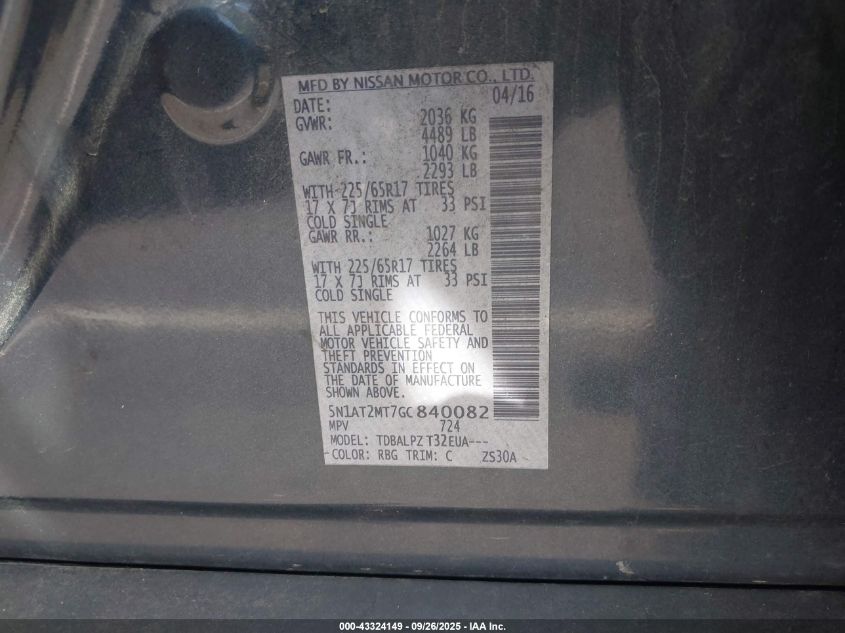 MFD BY NISSAN MOTOR CO., LTD.
DATE: 04/16
GVWR: 2036 KG
4489 LB
GAWR FR.: 1040 KG
2293 LB
WITH 225/65R17 TIRES
17 X 7J RIMS AT 33 PSI
COLD SINGLE
GAWR RR.: 1027 KG
2264 LB
WITH 225/65R17 TIRES
17 X 7J RIMS AT 33 PSI
COLD SINGLE
THIS VEHICLE CONFORMS TO
ALL APPLICABLE FEDERAL
MOTOR VEHICLE SAFETY AND
THEFT PREVENTION
STANDARDS IN EFFECT ON
THE DATE OF MANUFACTURE
SHOWN ABOVE.
5N1AT2MT7GC840082
MPV 724
MODEL: TDBALPZ T32EUA---
COLOR: RBG TRIM: C ZS30A
000-43324149 - 09/26/2025 - IAA Inc.